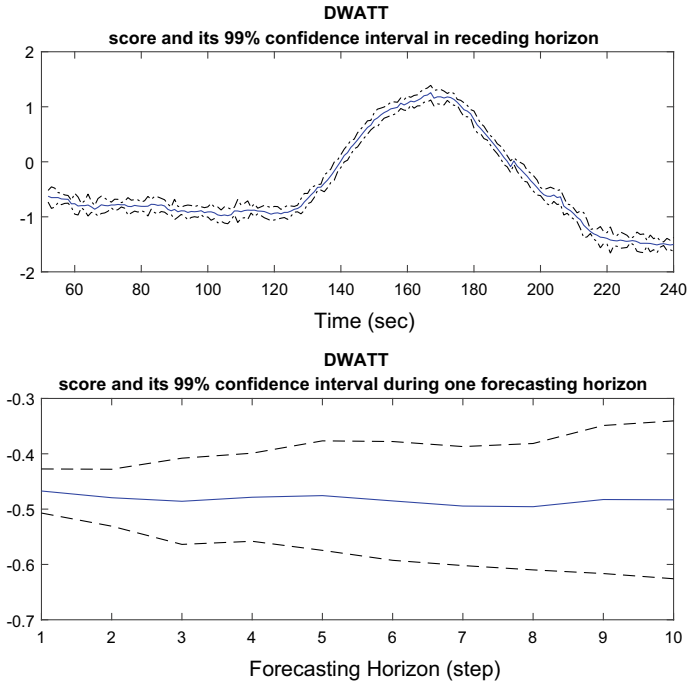 DWATT
score and its 99% confidence interval in receding horizon
2
1
0
-1
-2
60 80 100 120 140 160 180 200 220 240
Time (sec)
DWATT
score and its 99% confidence interval during one forecasting horizon
-0.3
-0.4
-0.5
-0.6
-0.7
1 2 3 4 5 6 7 8 9 10
Forecasting Horizon (step)